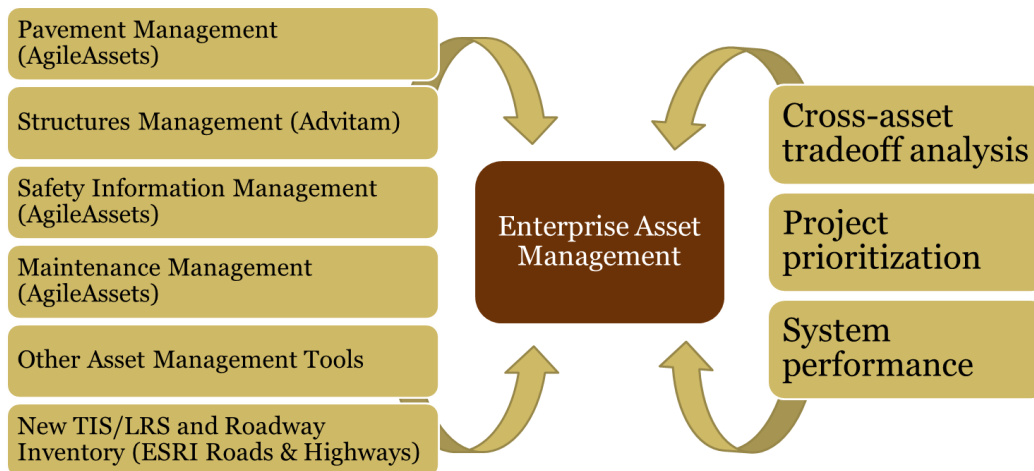 Pavement Management
(AgileAssets)
Structures Management (Advitam)
Safety Information Management
(AgileAssets)
Maintenance Management
(AgileAssets)
Other Asset Management Tools
New TIS/LRS and Roadway
Inventory (ESRI Roads & Highways)
Enterprise Asset
Management
Cross-asset
tradeoff analysis
Project
prioritization
System
performance